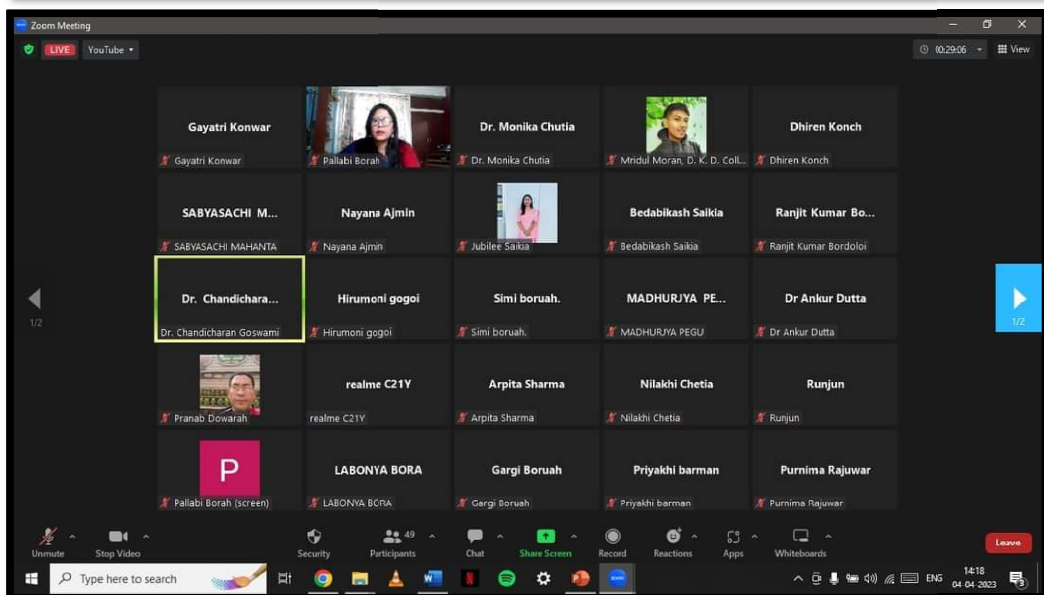 Zoom Meeting
LIVE YouTube
00:29:06 View
Gayatri Konwar
Gayatri Konwar
Pallabi Borah
Dr. Monika Chutia
Dr. Monika Chutia
Mridul Moran, D. K. D. Coll...
Dhiren Konch
Dhiren Konch
SABYASACHI M...
SABYASACHI MAHANTA
Nayana Ajmin
Nayana Ajmin
Jubilee Saikia
Bedabikash Saikia
Bedabikash Saikia
Ranjit Kumar Bo...
Ranjit Kumar Bordoloi
1/2
Dr. Chandichara...
Dr. Chandicharan Goswami
Hirumoni gogoi
Hirumoni gogoi
Simi boruah.
Simi boruah.
MADHURJYA PE...
MADHURJYA PEGU
Dr Ankur Dutta
Dr Ankur Dutta
1/2
Pranab Dowarah
realme C21Y
realme C21Y
Arpita Sharma
Arpita Sharma
Nilakhi Chetia
Nilakhi Chetia
Runjun
Runjun
P
Pallabi Borah (screen)
LABONYA BORA
LABONYA BORA
Gargi Boruah
Gargi Boruah
Priyakhi barman
Priyakhi barman
Purnima Rajuwar
Purnima Rajuwar
Unmute
Stop Video
Security
49
Participants
Chat
Share Screen
Record
Reactions
Apps
Whiteboards
Leave
Type here to search
ENG
14:18
04-04-2023